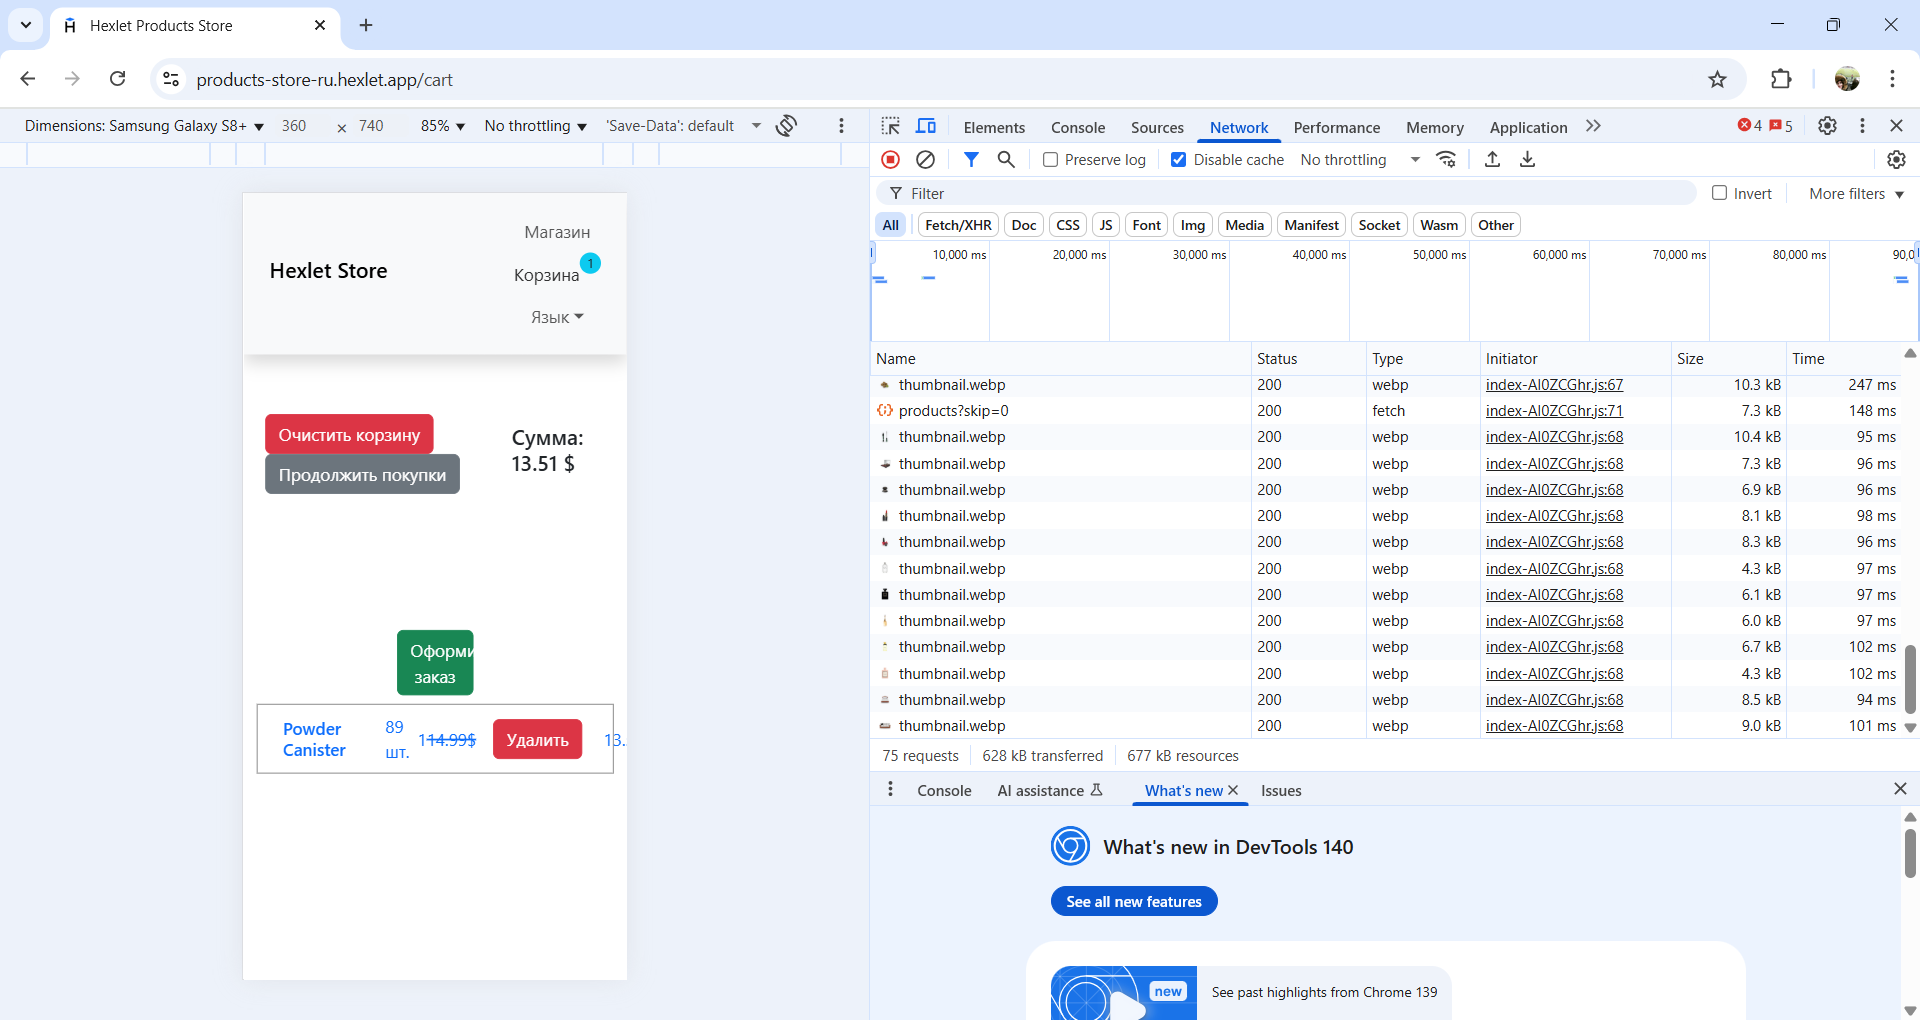 Hexlet Products Store
products-store-ru.hexlet.app/cart
Dimensions: Samsung Galaxy S8+ 360 x 740 85% No throttling 'Save-Data': default
Elements Console Sources Network Performance Memory Application 4 5
Preserve log Disable cache No throttling
Filter Invert More filters
All Fetch/XHR Doc CSS JS Font Img Media Manifest Socket Wasm Other
10,000 ms 20,000 ms 30,000 ms 40,000 ms 50,000 ms 60,000 ms 70,000 ms 80,000 ms 90,0
Name Status Type Initiator Size Time
thumbnail.webp 200 webp index-AI0ZCGhr.js:67 10.3 kB 247 ms
products?skip=0 200 fetch index-AI0ZCGhr.js:71 7.3 kB 148 ms
thumbnail.webp 200 webp index-AI0ZCGhr.js:68 10.4 kB 95 ms
thumbnail.webp 200 webp index-AI0ZCGhr.js:68 7.3 kB 96 ms
thumbnail.webp 200 webp index-AI0ZCGhr.js:68 6.9 kB 96 ms
thumbnail.webp 200 webp index-AI0ZCGhr.js:68 8.1 kB 98 ms
thumbnail.webp 200 webp index-AI0ZCGhr.js:68 8.3 kB 96 ms
thumbnail.webp 200 webp index-AI0ZCGhr.js:68 4.3 kB 97 ms
thumbnail.webp 200 webp index-AI0ZCGhr.js:68 6.1 kB 97 ms
thumbnail.webp 200 webp index-AI0ZCGhr.js:68 6.0 kB 97 ms
thumbnail.webp 200 webp index-AI0ZCGhr.js:68 6.7 kB 102 ms
thumbnail.webp 200 webp index-AI0ZCGhr.js:68 4.3 kB 102 ms
thumbnail.webp 200 webp index-AI0ZCGhr.js:68 8.5 kB 94 ms
thumbnail.webp 200 webp index-AI0ZCGhr.js:68 9.0 kB 101 ms
75 requests 628 kB transferred 677 kB resources
Console AI assistance What's new Issues
What's new in DevTools 140
See all new features
new
See past highlights from Chrome 139
Hexlet Store
Магазин
Корзина 1
Язык
Очистить корзину
Продолжить покупки
Сумма:
13.51 $
Оформи
заказ
Powder
Canister
89
шт.
114.99$
Удалить
13.